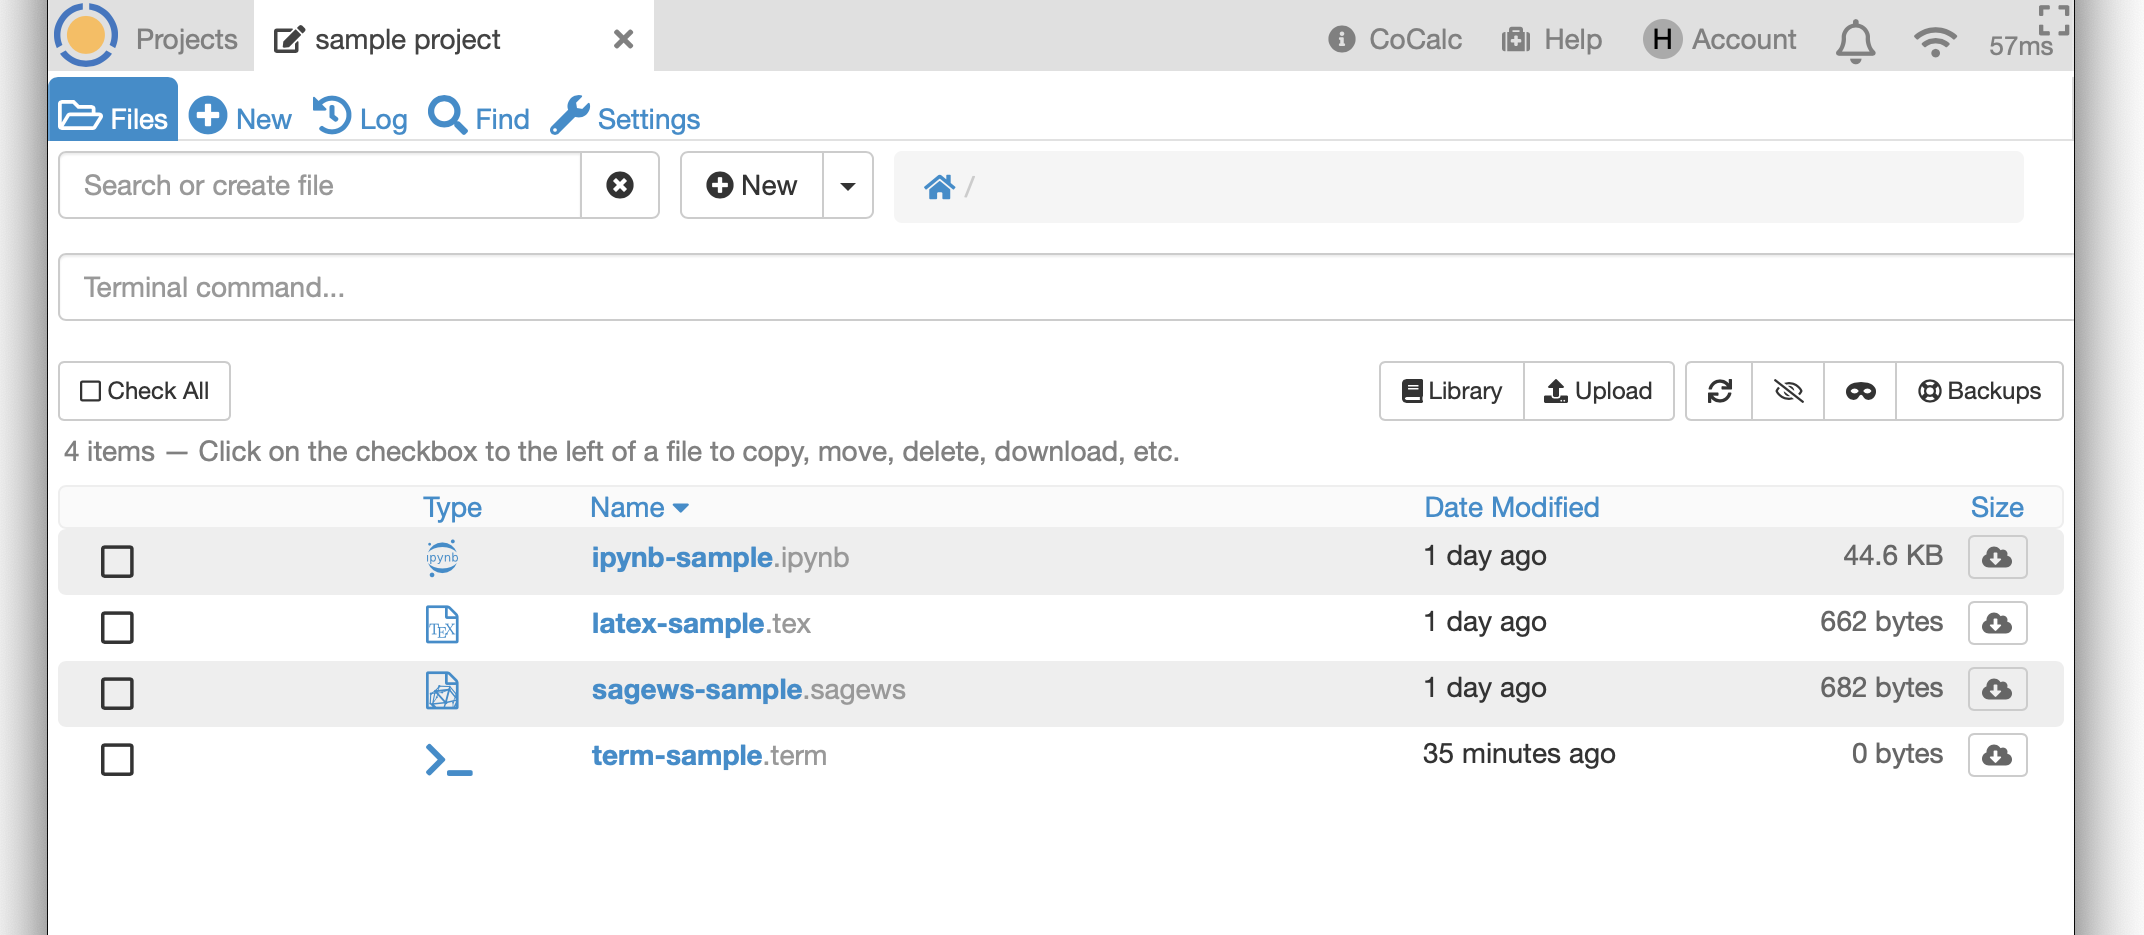 Projects sample project CoCalc Help H Account 57ms
Files New Log Find Settings
Search or create file New /
Terminal command...
Check All Library Upload Backups
4 items — Click on the checkbox to the left of a file to copy, move, delete, download, etc.
Type Name Date Modified Size
ipynb ipynb-sample.ipynb 1 day ago 44.6 KB
TEX latex-sample.tex 1 day ago 662 bytes
sagews-sample.sagews 1 day ago 682 bytes
term-sample.term 35 minutes ago 0 bytes